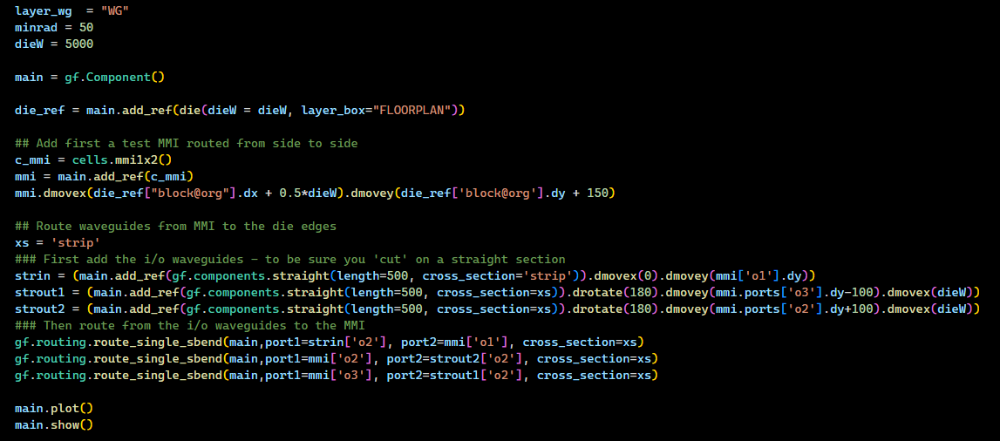 layer_wg  = "WG"
minrad = 50
dieW = 5000

main = gf.Component()

die_ref = main.add_ref(die(dieW = dieW, layer_box="FLOORPLAN"))

## Add first a test MMI routed from side to side
c_mmi = cells.mmi1x2()
mmi = main.add_ref(c_mmi)
mmi.dmovex(die_ref["block@org"].dx + 0.5*dieW).dmovey(die_ref['block@org'].dy + 150)

## Route waveguides from MMI to the die edges
xs = 'strip'
### First add the i/o waveguides - to be sure you 'cut' on a straight section
strin = (main.add_ref(gf.components.straight(length=500, cross_section='strip')).dmovex(0).dmovey(mmi['o1'].dy))
strout1 = (main.add_ref(gf.components.straight(length=500, cross_section=xs)).drotate(180).dmovey(mmi.ports['o3'].dy-100).dmovex(dieW))
strout2 = (main.add_ref(gf.components.straight(length=500, cross_section=xs)).drotate(180).dmovey(mmi.ports['o2'].dy+100).dmovex(dieW))
### Then route from the i/o waveguides to the MMI
gf.routing.route_single_sbend(main,port1=strin['o2'], port2=mmi['o1'], cross_section=xs)
gf.routing.route_single_sbend(main,port1=mmi['o2'], port2=strout2['o2'], cross_section=xs)
gf.routing.route_single_sbend(main,port1=mmi['o3'], port2=strout1['o2'], cross_section=xs)

main.plot()
main.show()